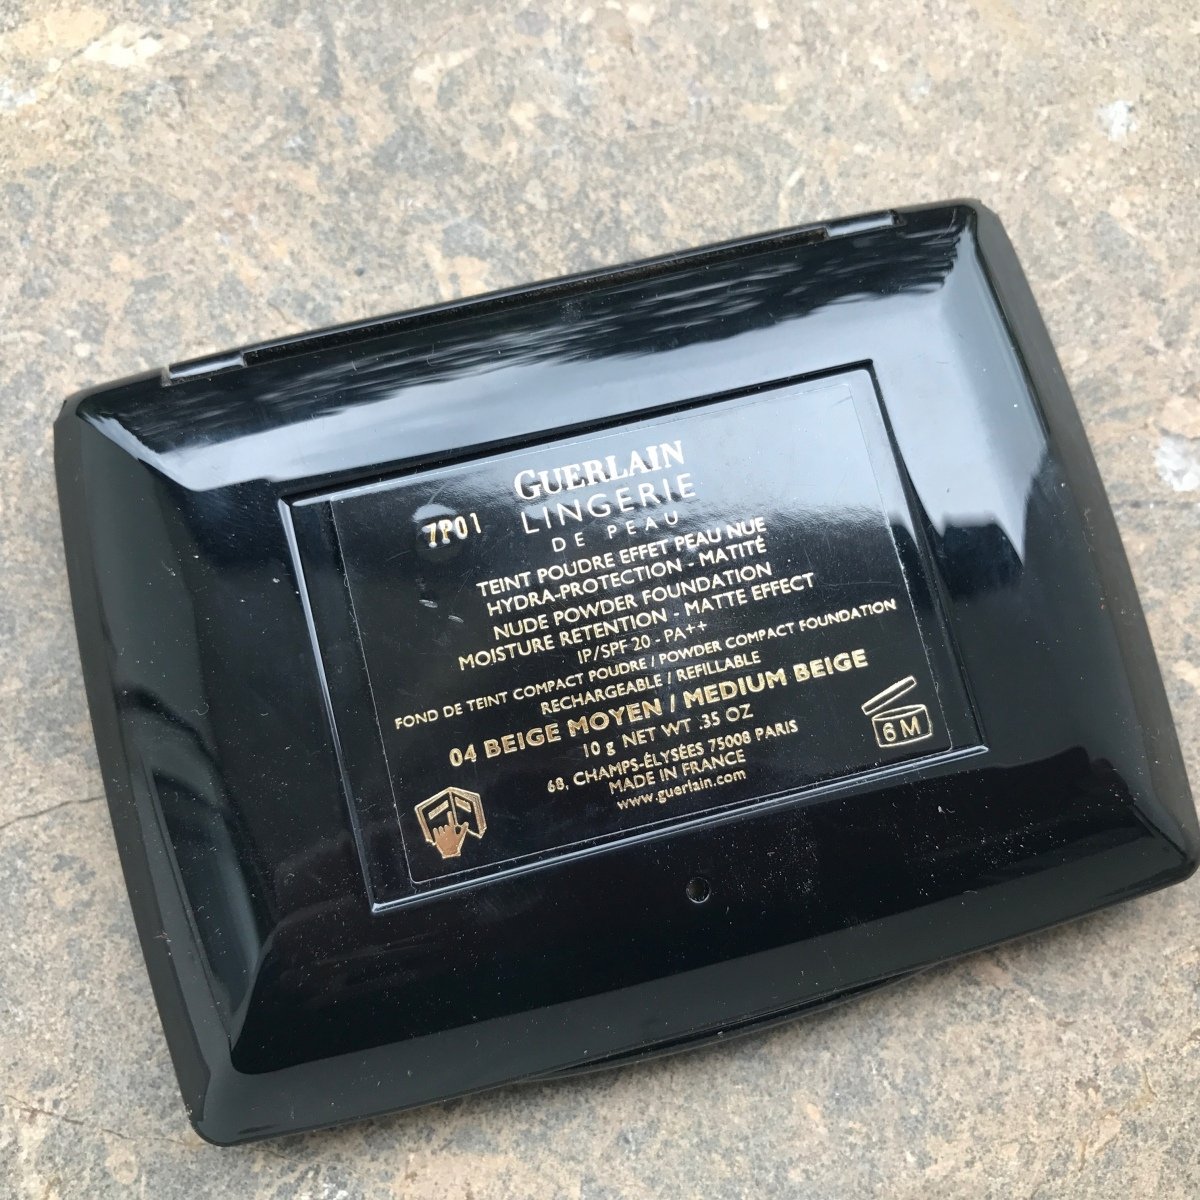 GUERLAIN
7P01 LINGERIE
DE PEAU
TEINT POUDRE EFFET PEAU NUE
HYDRA-PROTECTION - MATITÉ
NUDE POWDER FOUNDATION
MOISTURE RETENTION - MATTE EFFECT
IP/SPF 20 - PA++
FOND DE TEINT COMPACT POUDRE / POWDER COMPACT FOUNDATION
RECHARGEABLE / REFILLABLE
04 BEIGE MOYEN / MEDIUM BEIGE
10 g NET WT .35 OZ
6 M
68, CHAMPS-ÉLYSÉES 75008 PARIS
MADE IN FRANCE
www.guerlain.com